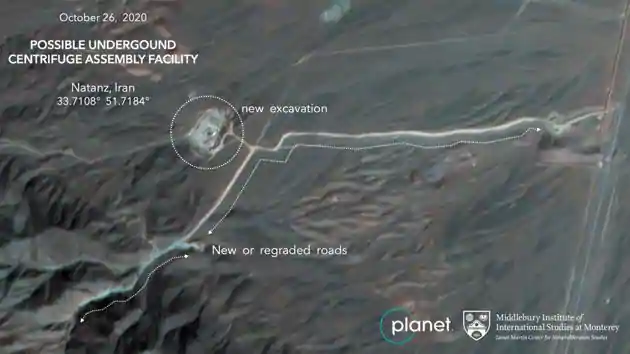 October 26, 2020
POSSIBLE UNDERGOUND
CENTRIFUGE ASSEMBLY FACILITY
Natanz, Iran
33.7108° 51.7184°
new excavation
New or regraded roads
planet.
Middlebury Institute of
International Studies at Monterey
James Martin Center for Nonproliferation Studies